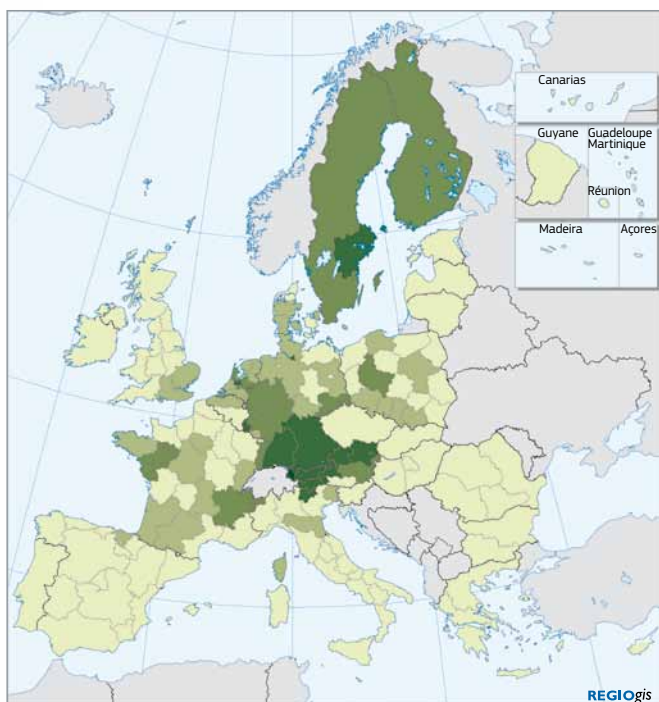 Canarias
Guyane
Guadeloupe
Martinique
Réunion
Madeira
Açores
REGIOgis